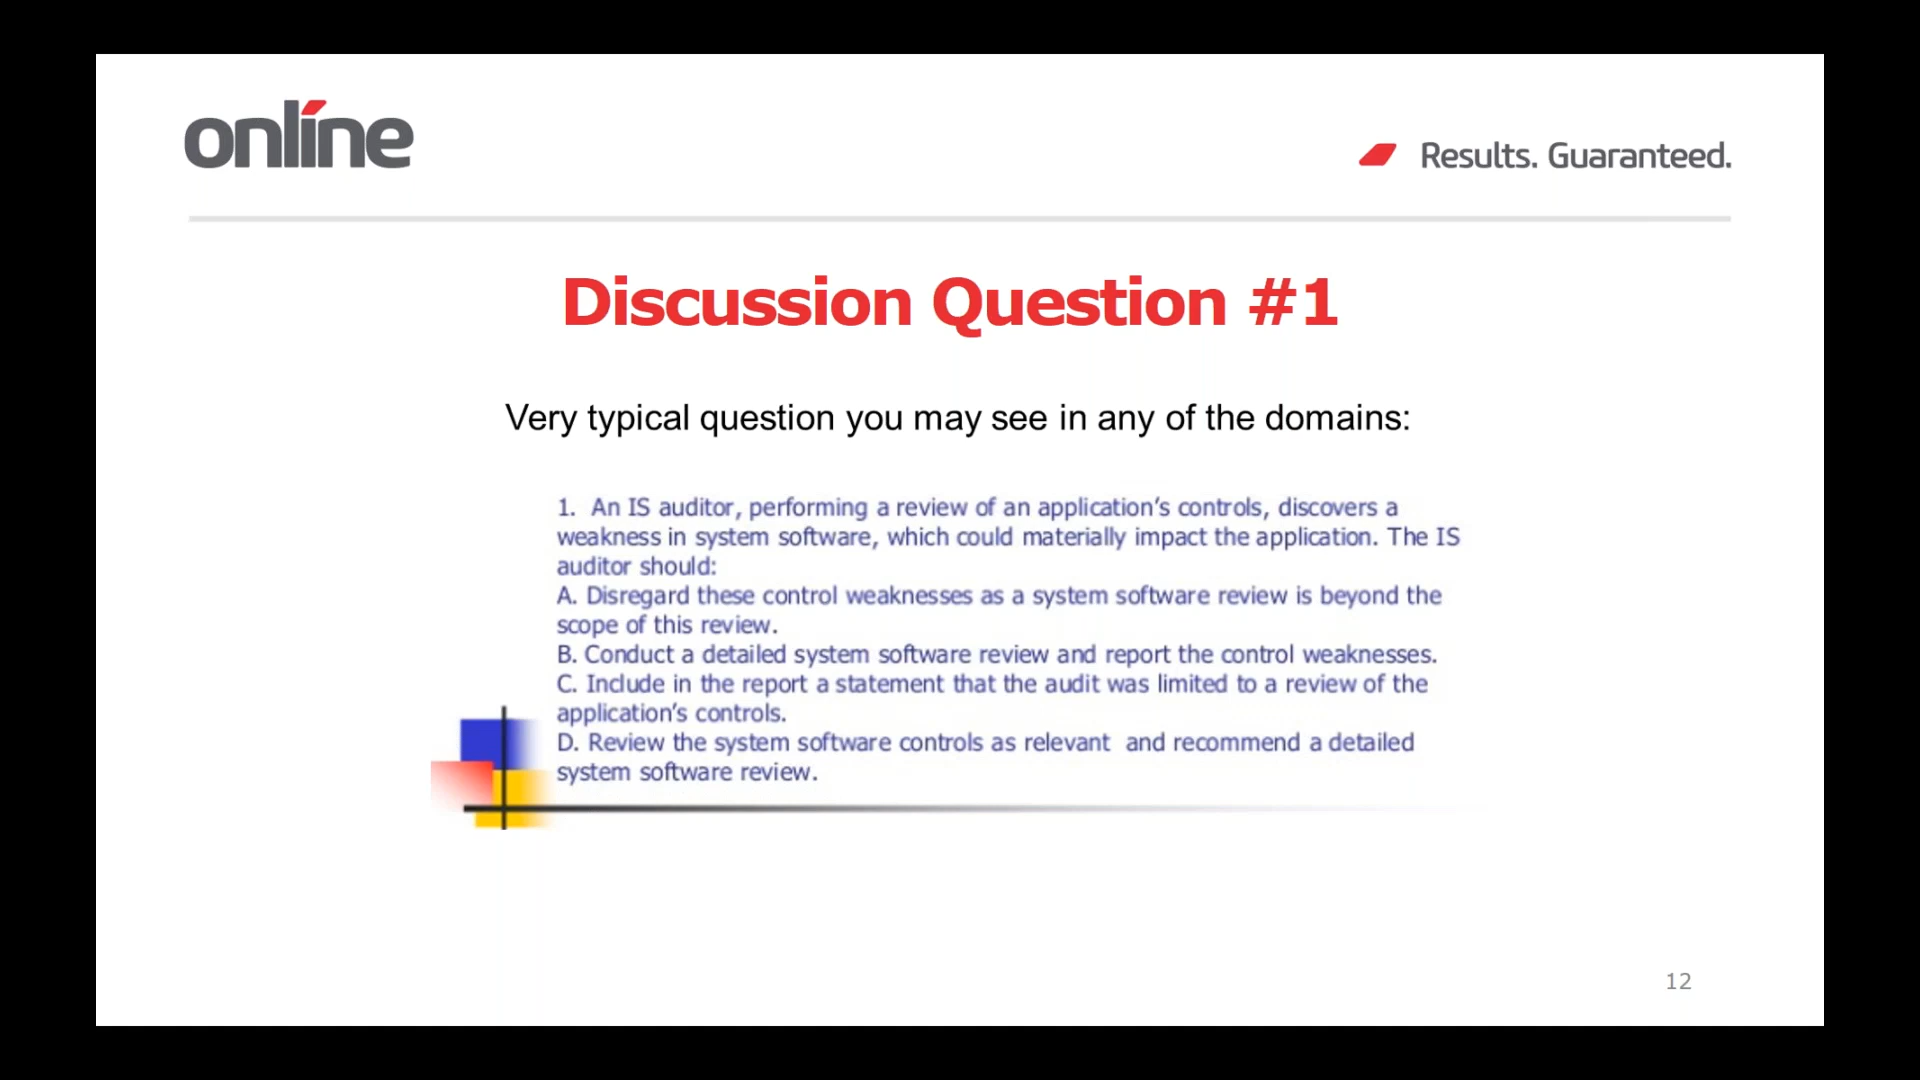 online
Results. Guaranteed.
Discussion Question #1
Very typical question you may see in any of the domains:
1. An IS auditor, performing a review of an application's controls, discovers a
weakness in system software, which could materially impact the application. The IS
auditor should:
A. Disregard these control weaknesses as a system software review is beyond the
scope of this review.
B. Conduct a detailed system software review and report the control weaknesses.
C. Include in the report a statement that the audit was limited to a review of the
application's controls.
D. Review the system software controls as relevant and recommend a detailed
system software review.
12